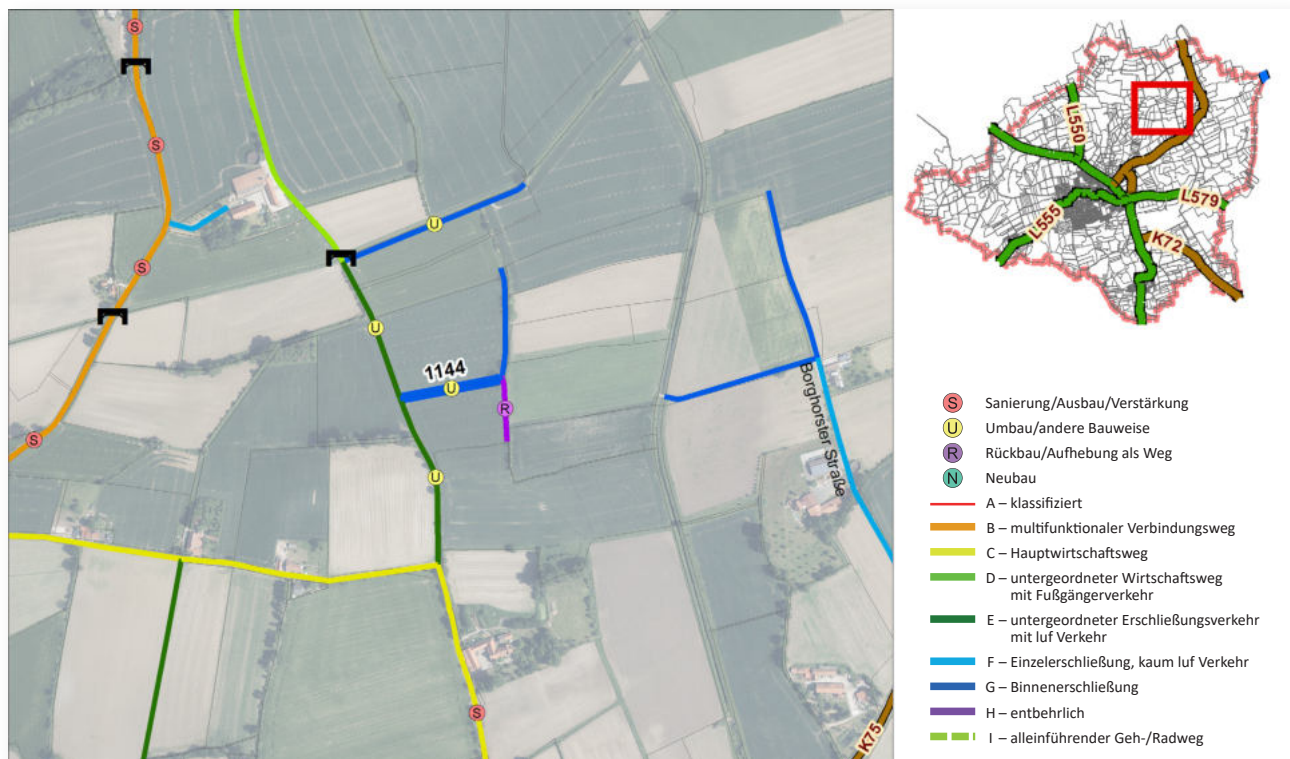 S
S
U
S
U
1144
U
R
U
S
S
Borghorster Straße
K75
L550
L579
L555
K72
S Sanierung/Ausbau/Verstärkung
U Umbau/andere Bauweise
R Rückbau/Aufhebung als Weg
N Neubau
A – klassifiziert
B – multifunktionaler Verbindungsweg
C – Hauptwirtschaftsweg
D – untergeordneter Wirtschaftsweg
mit Fußgängerverkehr
E – untergeordneter Erschließungsverkehr
mit luf Verkehr
F – Einzelerschließung, kaum luf Verkehr
G – Binnenerschließung
H – entbehrlich
I – alleinführender Geh-/Radweg